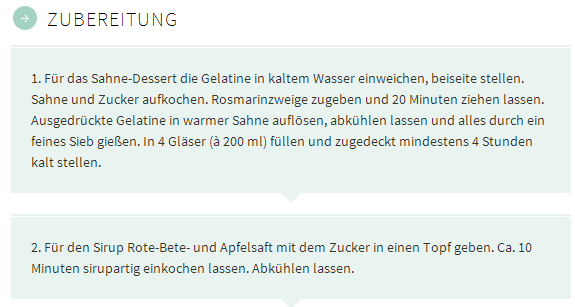 ZUBEREITUNG
1. Für das Sahne-Dessert die Gelatine in kaltem Wasser einweichen, beiseite stellen.
Sahne und Zucker aufkochen. Rosmarinzweige zugeben und 20 Minuten ziehen lassen.
Ausgedrückte Gelatine in warmer Sahne auflösen, abkühlen lassen und alles durch ein
feines Sieb gießen. In 4 Gläser (à 200 ml) füllen und zugedeckt mindestens 4 Stunden
kalt stellen.
2. Für den Sirup Rote-Bete- und Apfelsaft mit dem Zucker in einen Topf geben. Ca. 10
Minuten sirupartig einkochen lassen. Abkühlen lassen.